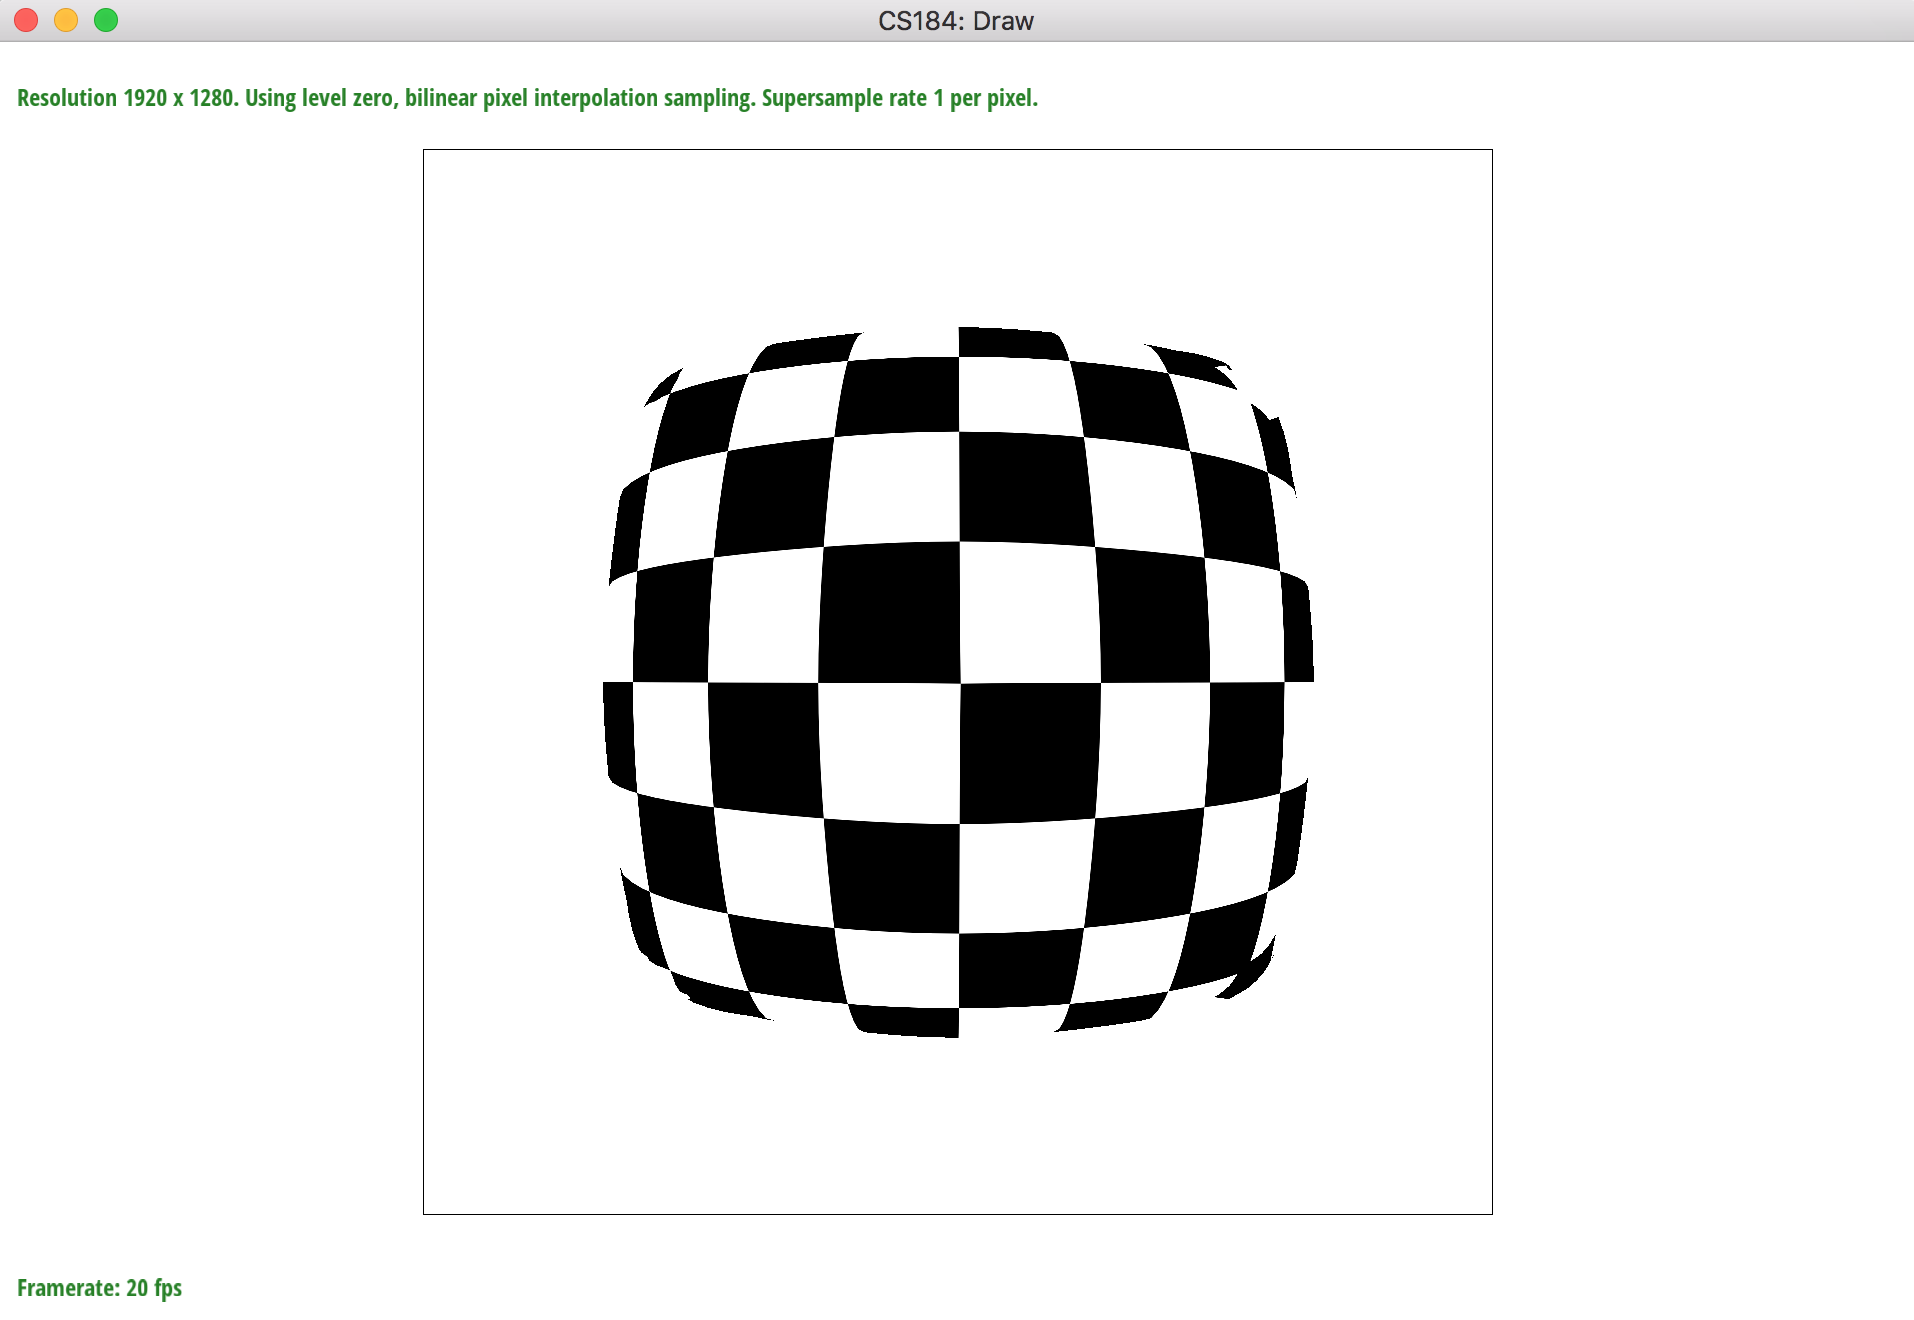 CS184: Draw
Resolution 1920 x 1280. Using level zero, bilinear pixel interpolation sampling. Supersample rate 1 per pixel.
Framerate: 20 fps